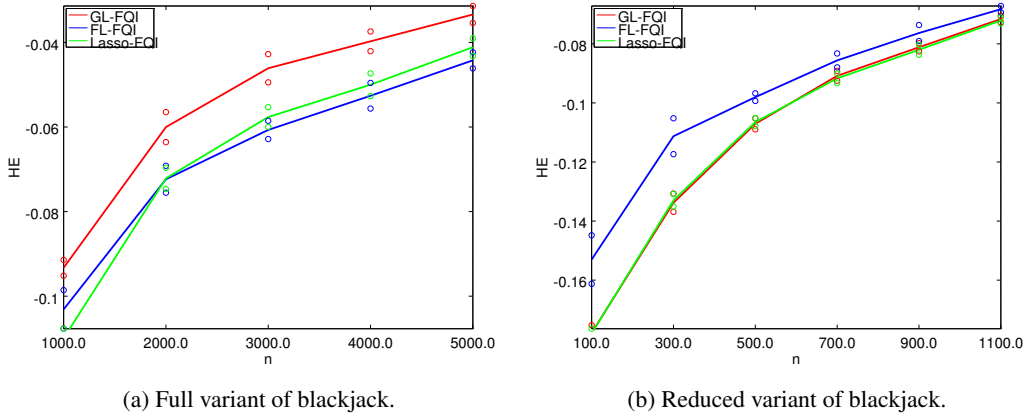 GL-FQI
FL-FQI
Lasso-FQI
-0.04
-0.06
-0.08
-0.1
HE
1000.0 2000.0 3000.0 4000.0 5000.0
n
(a) Full variant of blackjack.
GL-FQI
FL-FQI
Lasso-FQI
-0.08
-0.1
-0.12
-0.14
-0.16
HE
100.0 300.0 500.0 700.0 900.0 1100.0
n
(b) Reduced variant of blackjack.